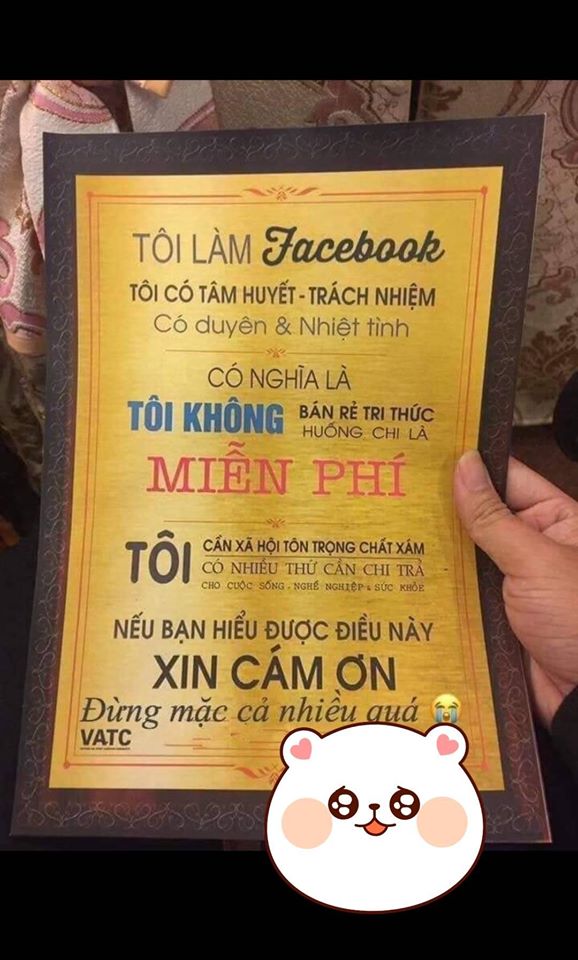 TÔI LÀM Facebook
TÔI CÓ TÂM HUYẾT - TRÁCH NHIỆM
Có duyên & Nhiệt tình
CÓ NGHĨA LÀ
TÔI KHÔNG BÁN RẺ TRI THỨC
HUỐNG CHI LÀ
MIỄN PHÍ
TÔI CẦN XÃ HỘI TÔN TRỌNG CHẤT XÁM
CÓ NHIỀU THỨ CẦN CHI TRẢ
CHO CUỘC SỐNG - NGHỀ NGHIỆP & SỨC KHỎE
NẾU BẠN HIỂU ĐƯỢC ĐIỀU NÀY
XIN CÁM ƠN
Đừng mặc cả nhiều quá 😭
VATC